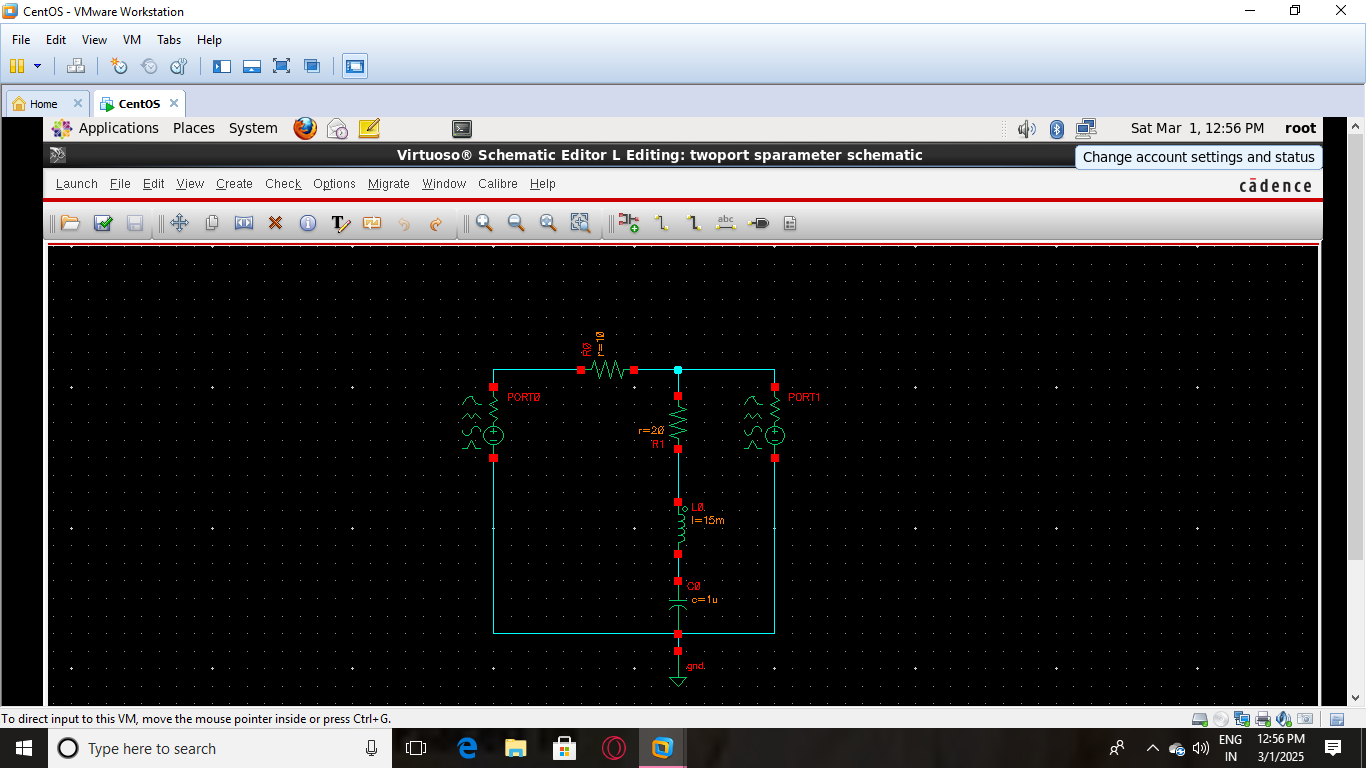 CentOS - VMware Workstation
File Edit View VM Tabs Help
Home CentOS
Applications Places System Sat Mar 1, 12:56 PM root
Virtuoso® Schematic Editor L Editing: twoport sparameter schematic
Change account settings and status
Launch File Edit View Create Check Options Migrate Window Calibre Help
cādence
T abc
R0
r=10
PORT0
PORT1
r=20
R1
L0
l=15m
C0
c=1u
gnd
To direct input to this VM, move the mouse pointer inside or press Ctrl+G.
Type here to search
ENG
IN
12:56 PM
3/1/2025